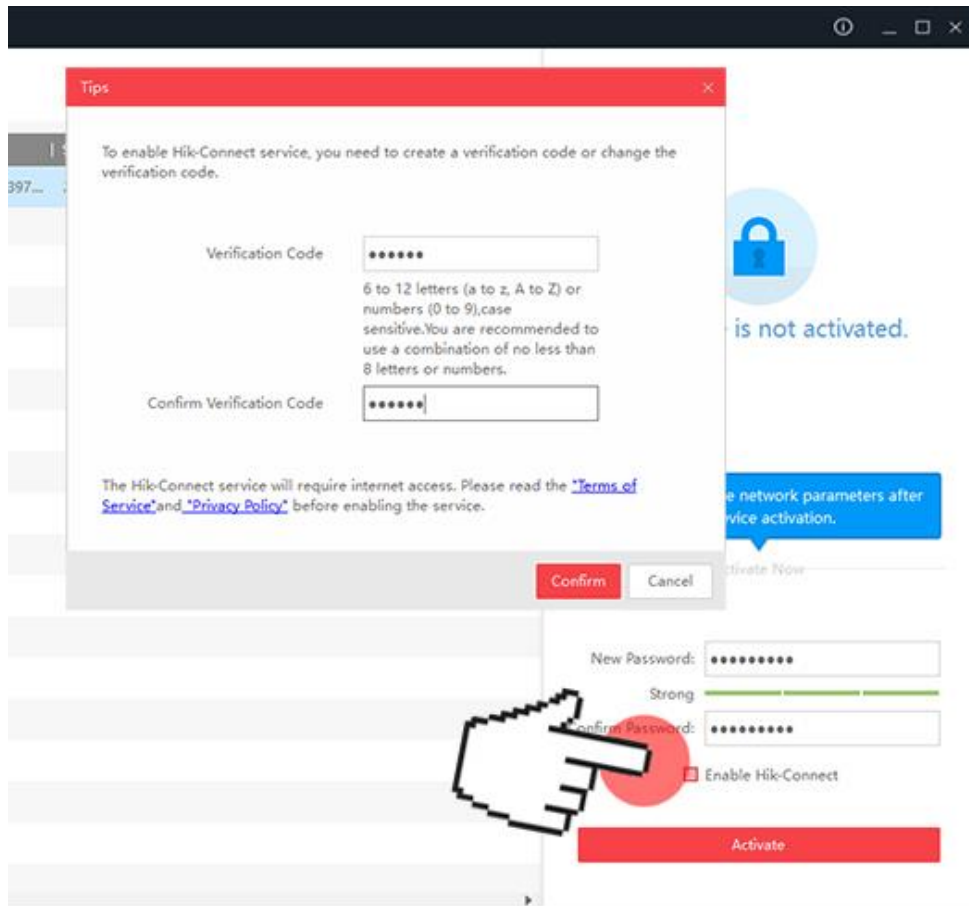 Tips
To enable Hik-Connect service, you need to create a verification code or change the
verification code.
397...
Verification Code ●●●●●●
6 to 12 letters (a to z, A to Z) or
numbers (0 to 9),case
sensitive.You are recommended to
use a combination of no less than
8 letters or numbers.
is not activated.
Confirm Verification Code ●●●●●●
The Hik-Connect service will require internet access. Please read the "Terms of
Service"and "Privacy Policy" before enabling the service.
network parameters after
activation.
Confirm Cancel
Now
New Password: ●●●●●●●●●
Strong
Confirm Password: ●●●●●●●●●
Enable Hik-Connect
Activate